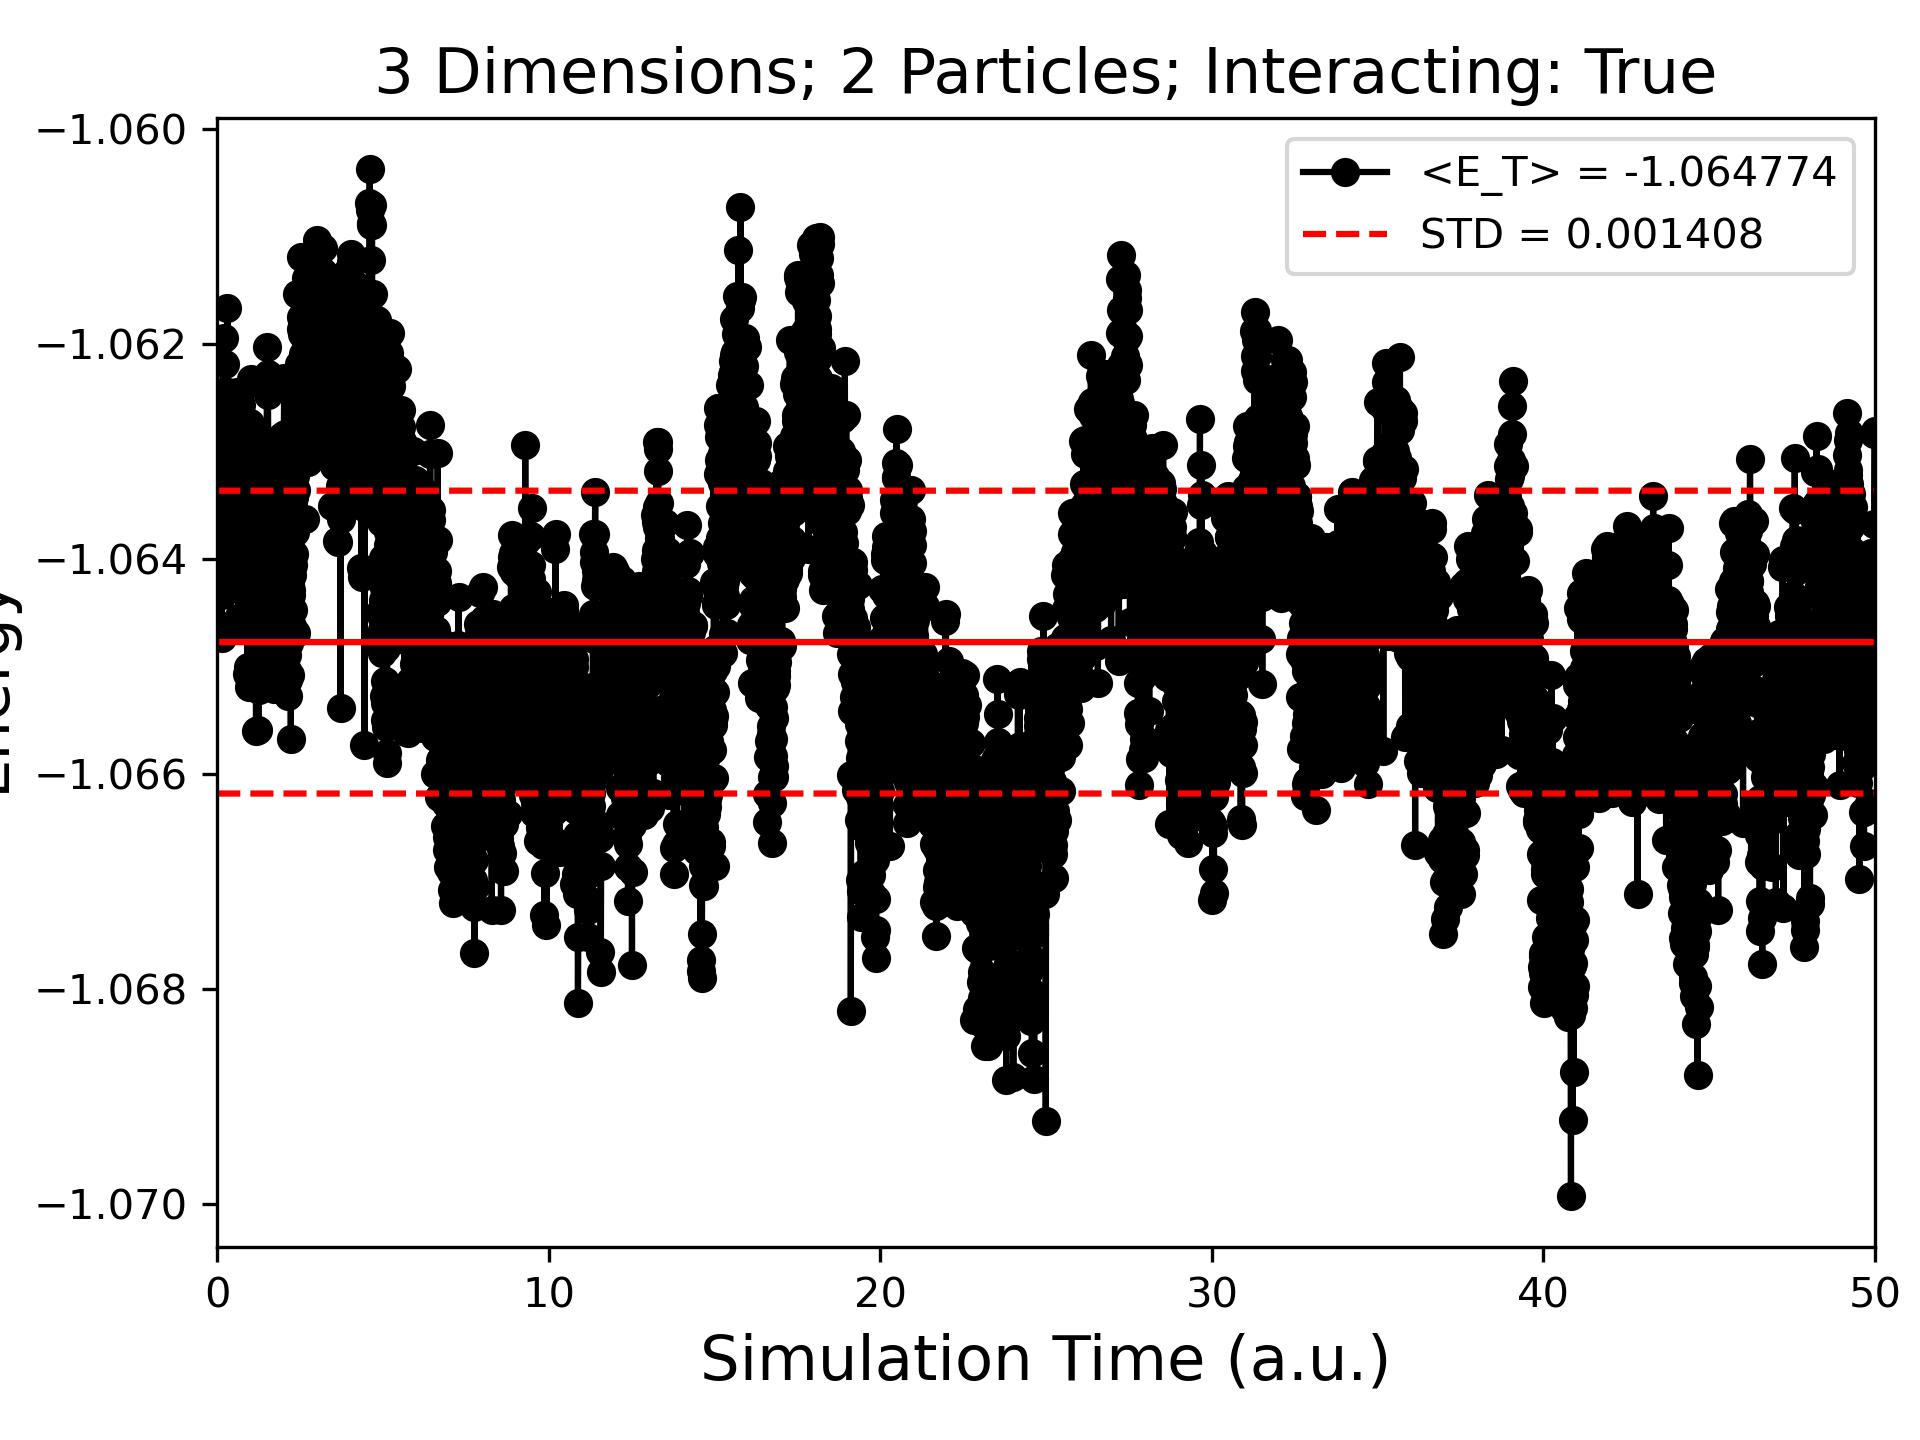 3 Dimensions; 2 Particles; Interacting: True
<E_T> = -1.064774
STD = 0.001408
−1.060
−1.062
−1.064
−1.066
−1.068
−1.070
Energy
0 10 20 30 40 50
Simulation Time (a.u.)